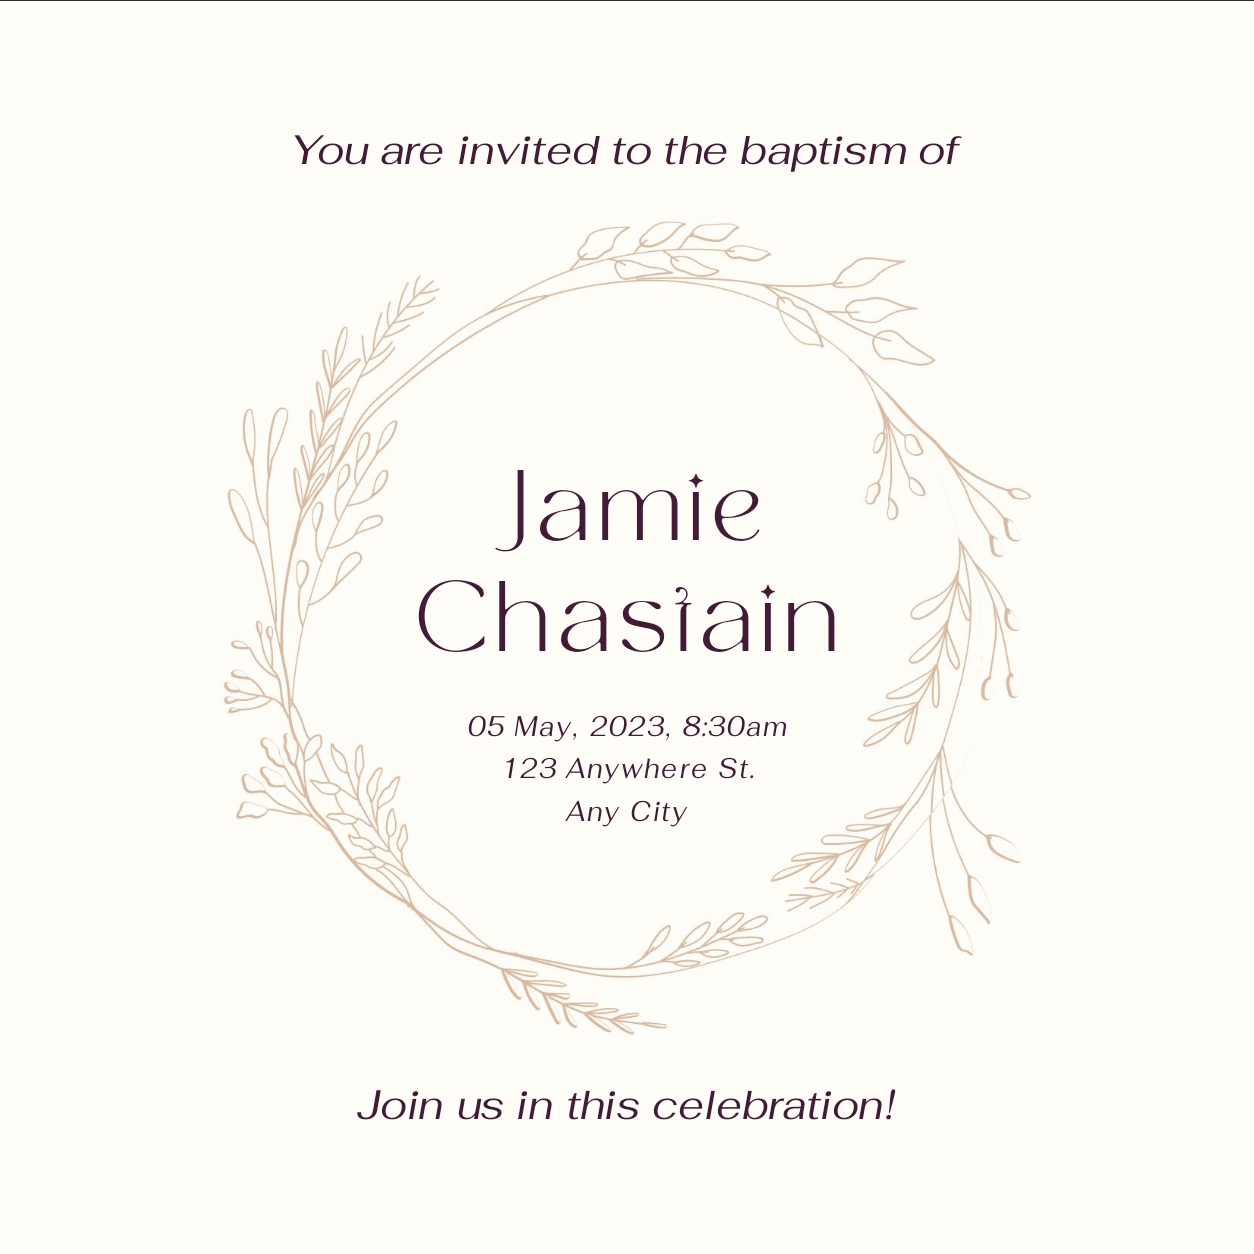 You are invited to the baptism of
Jamie
Chastain
05 May, 2023, 8:30am
123 Anywhere St.
Any City
Join us in this celebration!